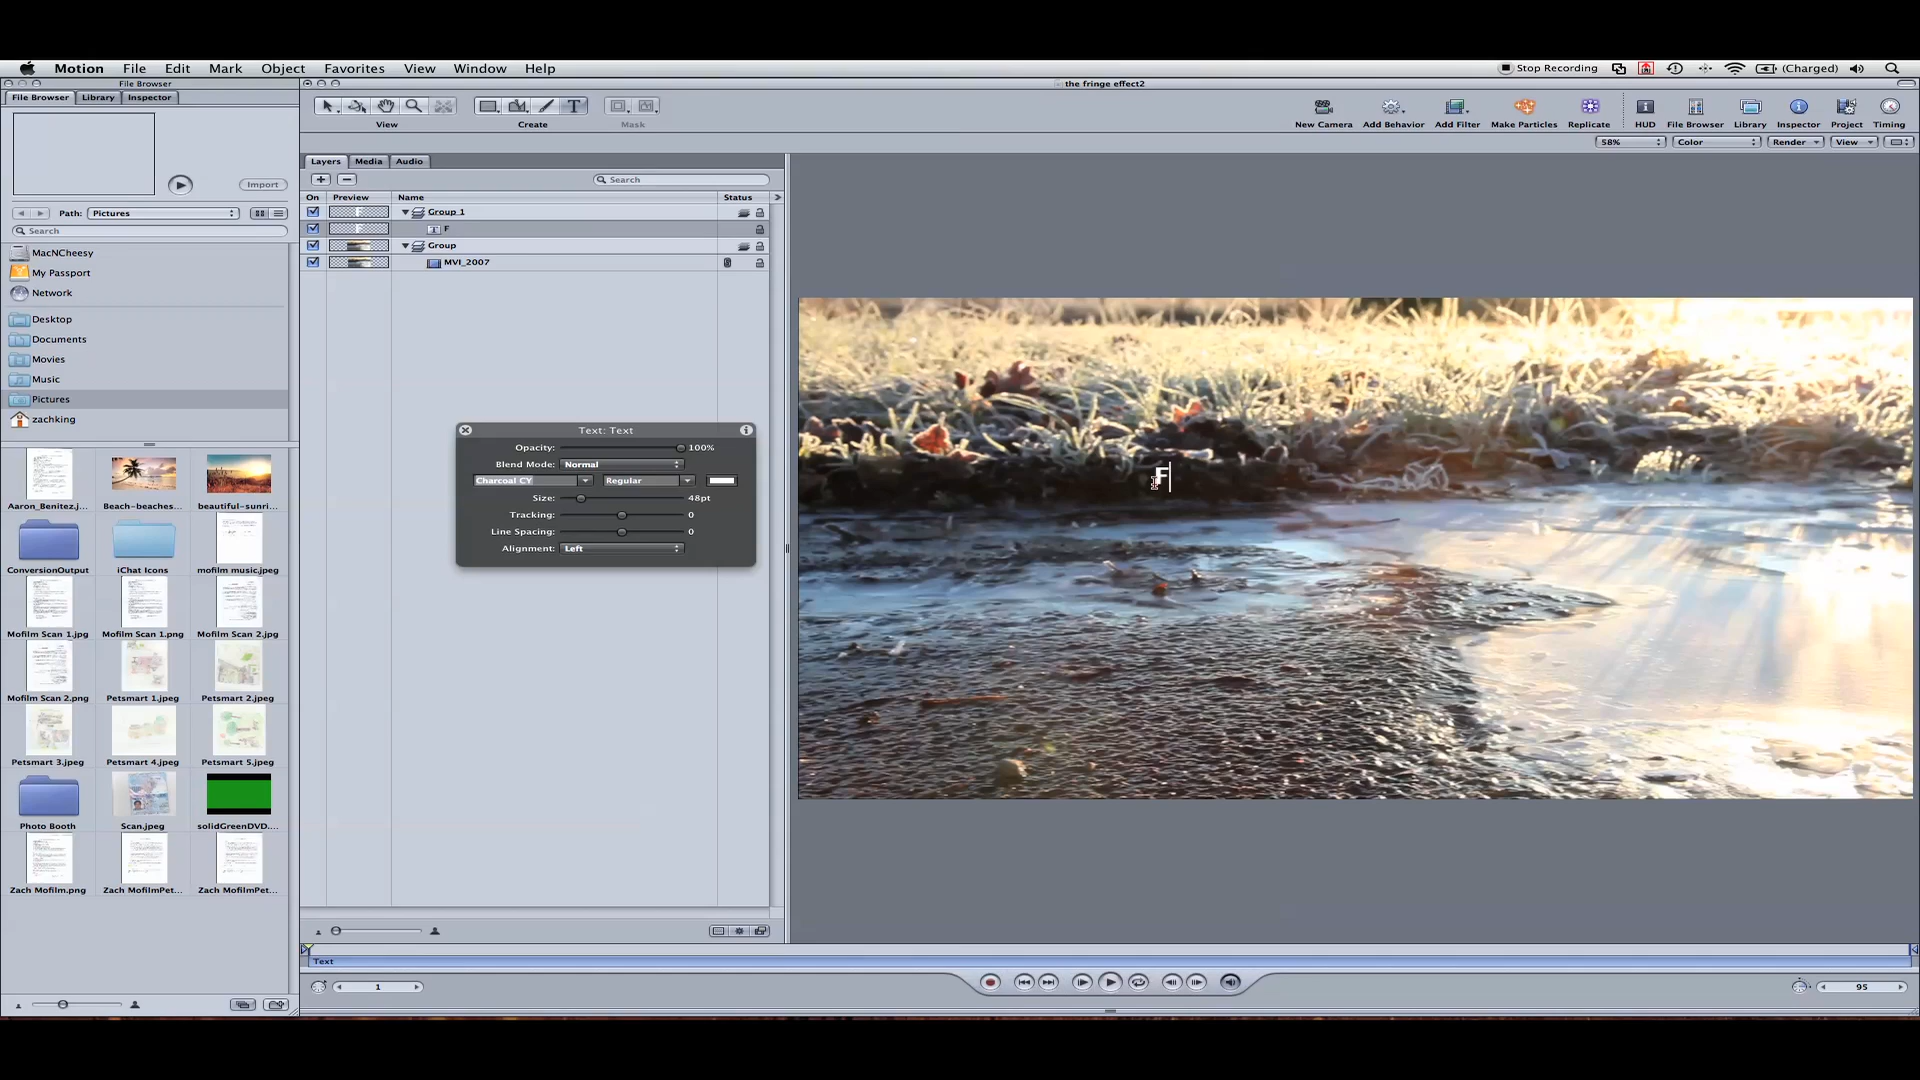 Motion File Edit Mark Object Favorites View Window Help
Stop Recording (Charged)
File Browser
the fringe effect2
File Browser Library Inspector
View Create Mask
New Camera Add Behavior Add Filter Make Particles Replicate HUD File Browser Library Inspector Project Timing
58% Color Render View
Import
Path: Pictures
Search
MacNCheesy
My Passport
Network
Desktop
Documents
Movies
Music
Pictures
zachking
Aaron_Benitez.j... Beach-beaches... beautiful-sunri...
ConversionOutput iChat Icons mofilm music.jpeg
Mofilm Scan 1.jpg Mofilm Scan 1.png Mofilm Scan 2.jpg
Mofilm Scan 2.png Petsmart 1.jpeg Petsmart 2.jpeg
Petsmart 3.jpeg Petsmart 4.jpeg Petsmart 5.jpeg
Photo Booth Scan.jpeg solidGreenDVD....
Zach Mofilm.png Zach MofilmPet... Zach MofilmPet...
Layers Media Audio
Search
On Preview Name Status
Group 1
T F
Group
MVI_2007
Text: Text
Opacity: 100%
Blend Mode: Normal
Charcoal CY Regular
Size: 48pt
Tracking: 0
Line Spacing: 0
Alignment: Left
F
Text
1
95